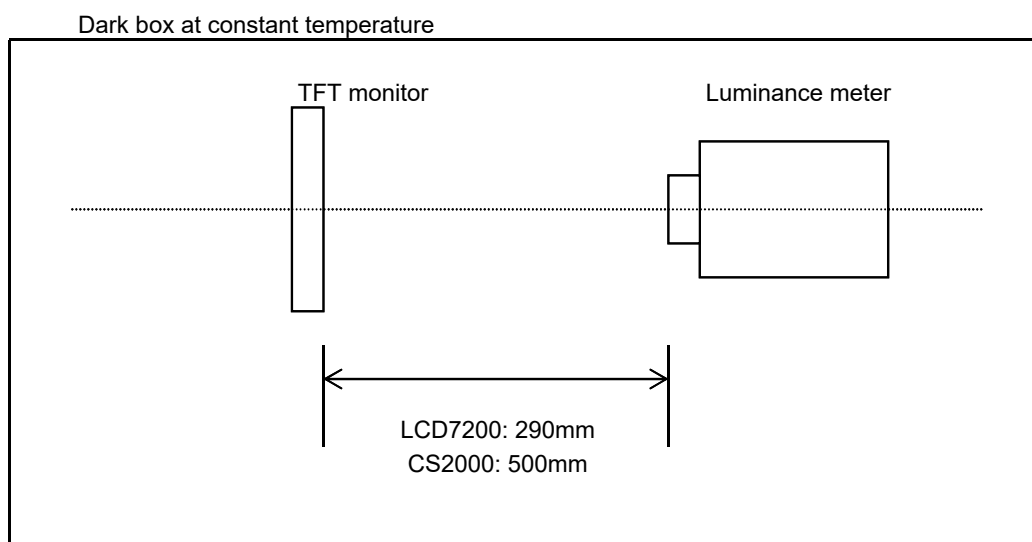 Dark box at constant temperature
TFT monitor
Luminance meter
LCD7200: 290mm
CS2000: 500mm